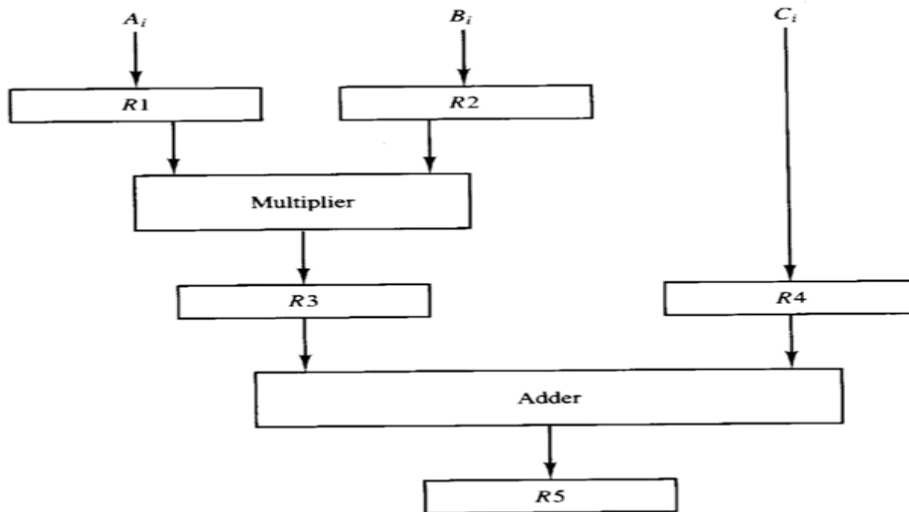 A_i B_i C_i
R1 R2
Multiplier
R3 R4
Adder
R5